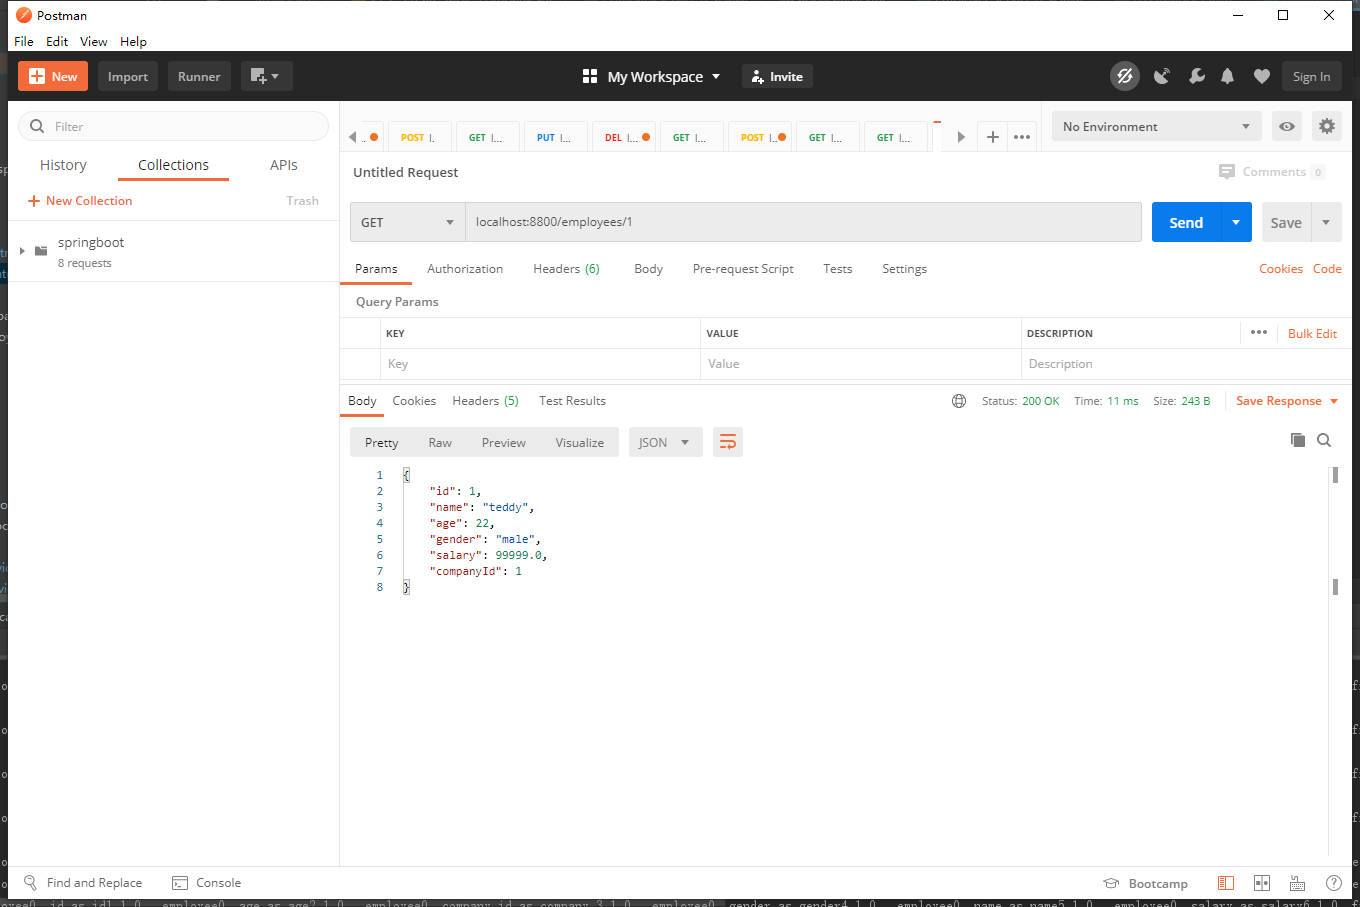 Postman
File Edit View Help
New Import Runner My Workspace Invite Sign In
Filter
History Collections APIs
New Collection Trash
springboot
8 requests
.. POST l. GET l... PUT l... DEL l... GET l... POST l.. GET l... GET l... No Environment
Untitled Request Comments 0
GET localhost:8800/employees/1 Send Save
Params Authorization Headers (6) Body Pre-request Script Tests Settings Cookies Code
Query Params
KEY VALUE DESCRIPTION Bulk Edit
Key Value Description
Body Cookies Headers (5) Test Results Status: 200 OK Time: 11 ms Size: 243 B Save Response
Pretty Raw Preview Visualize JSON
1 {
2 "id": 1,
3 "name": "teddy",
4 "age": 22,
5 "gender": "male",
6 "salary": 99999.0,
7 "companyId": 1
8 }
Find and Replace Console Bootcamp